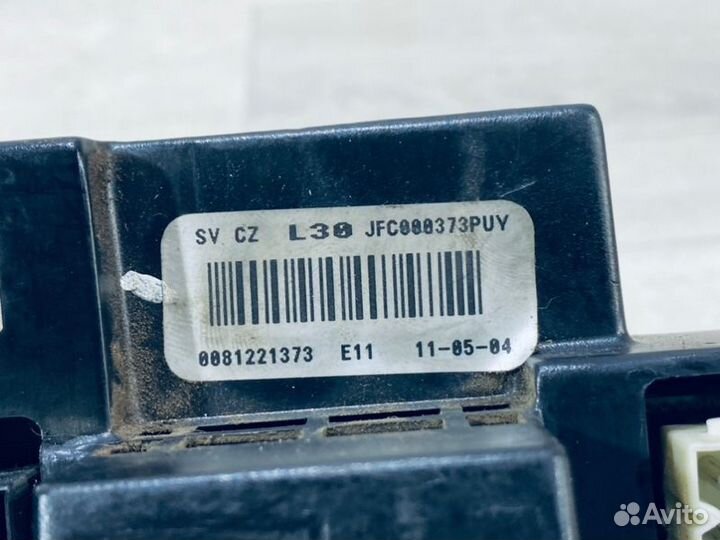 SV CZ L30 JFC000373PUY
0081221373 E11 11-05-04
Avito